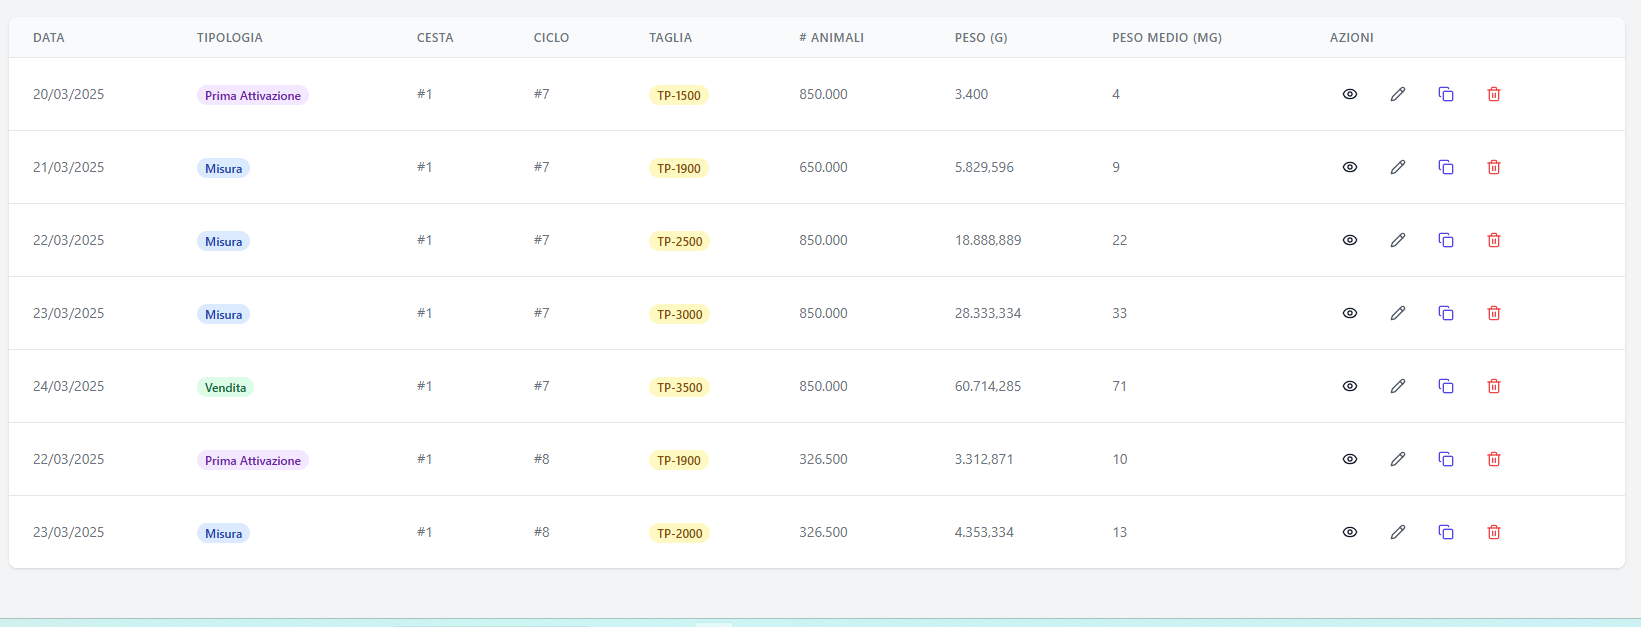 DATA TIPOLOGIA CESTA CICLO TAGLIA # ANIMALI PESO (G) PESO MEDIO (MG) AZIONI
20/03/2025 Prima Attivazione #1 #7 TP-1500 850.000 3.400 4
21/03/2025 Misura #1 #7 TP-1900 650.000 5.829,596 9
22/03/2025 Misura #1 #7 TP-2500 850.000 18.888,889 22
23/03/2025 Misura #1 #7 TP-3000 850.000 28.333,334 33
24/03/2025 Vendita #1 #7 TP-3500 850.000 60.714,285 71
22/03/2025 Prima Attivazione #1 #8 TP-1900 326.500 3.312,871 10
23/03/2025 Misura #1 #8 TP-2000 326.500 4.353,334 13